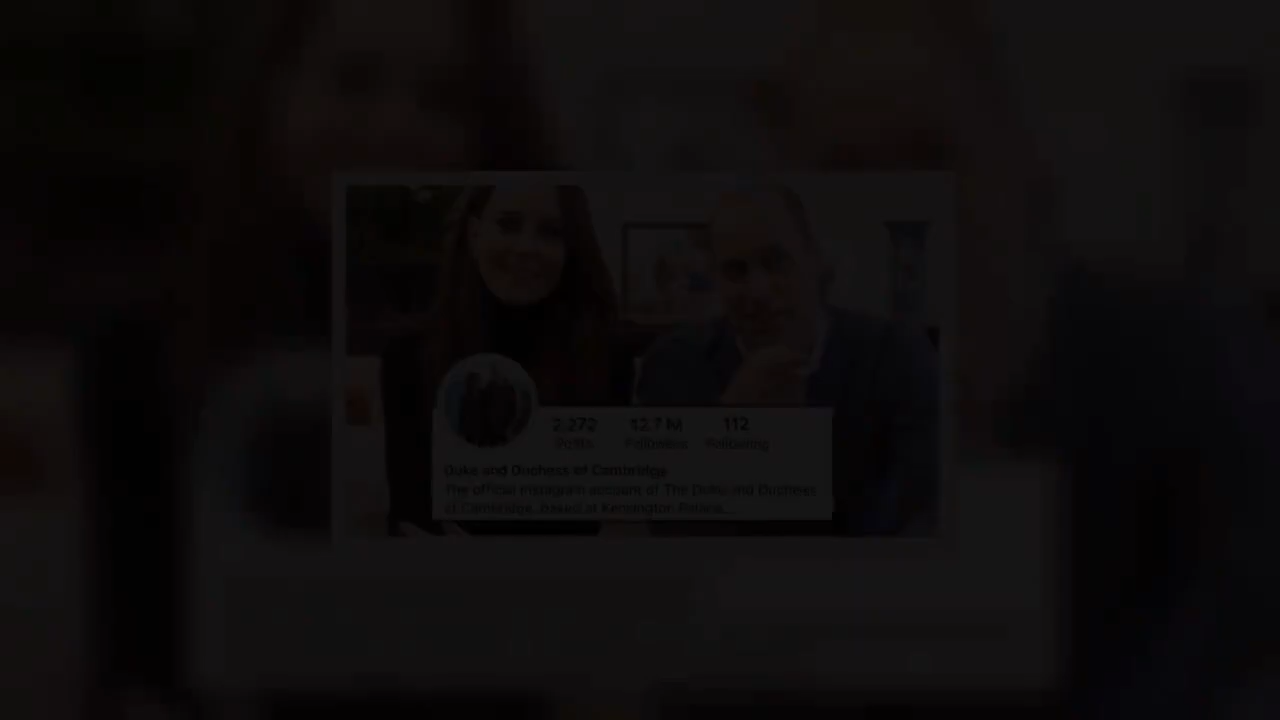 2,272 12.7 M 112
Posts Followers Following
Duke and Duchess of Cambridge
The official Instagram account of The Duke and Duchess
of Cambridge, based at Kensington Palace...